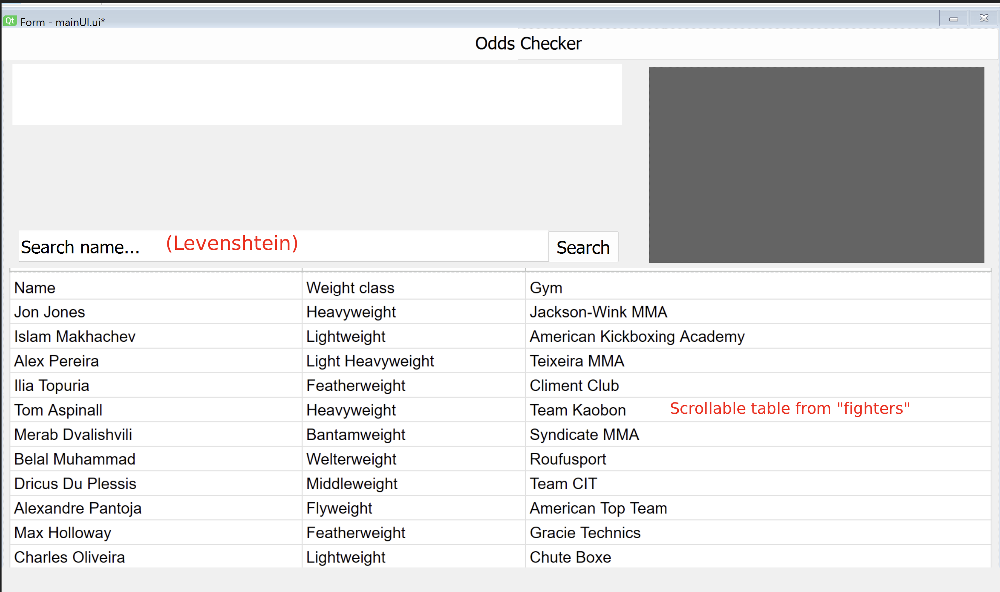 Qt Form - mainUI.ui*
Odds Checker
Search name... (Levenshtein) Search
Name Weight class Gym
Jon Jones Heavyweight Jackson-Wink MMA
Islam Makhachev Lightweight American Kickboxing Academy
Alex Pereira Light Heavyweight Teixeira MMA
Ilia Topuria Featherweight Climent Club
Tom Aspinall Heavyweight Team Kaobon Scrollable table from "fighters"
Merab Dvalishvili Bantamweight Syndicate MMA
Belal Muhammad Welterweight Roufusport
Dricus Du Plessis Middleweight Team CIT
Alexandre Pantoja Flyweight American Top Team
Max Holloway Featherweight Gracie Technics
Charles Oliveira Lightweight Chute Boxe